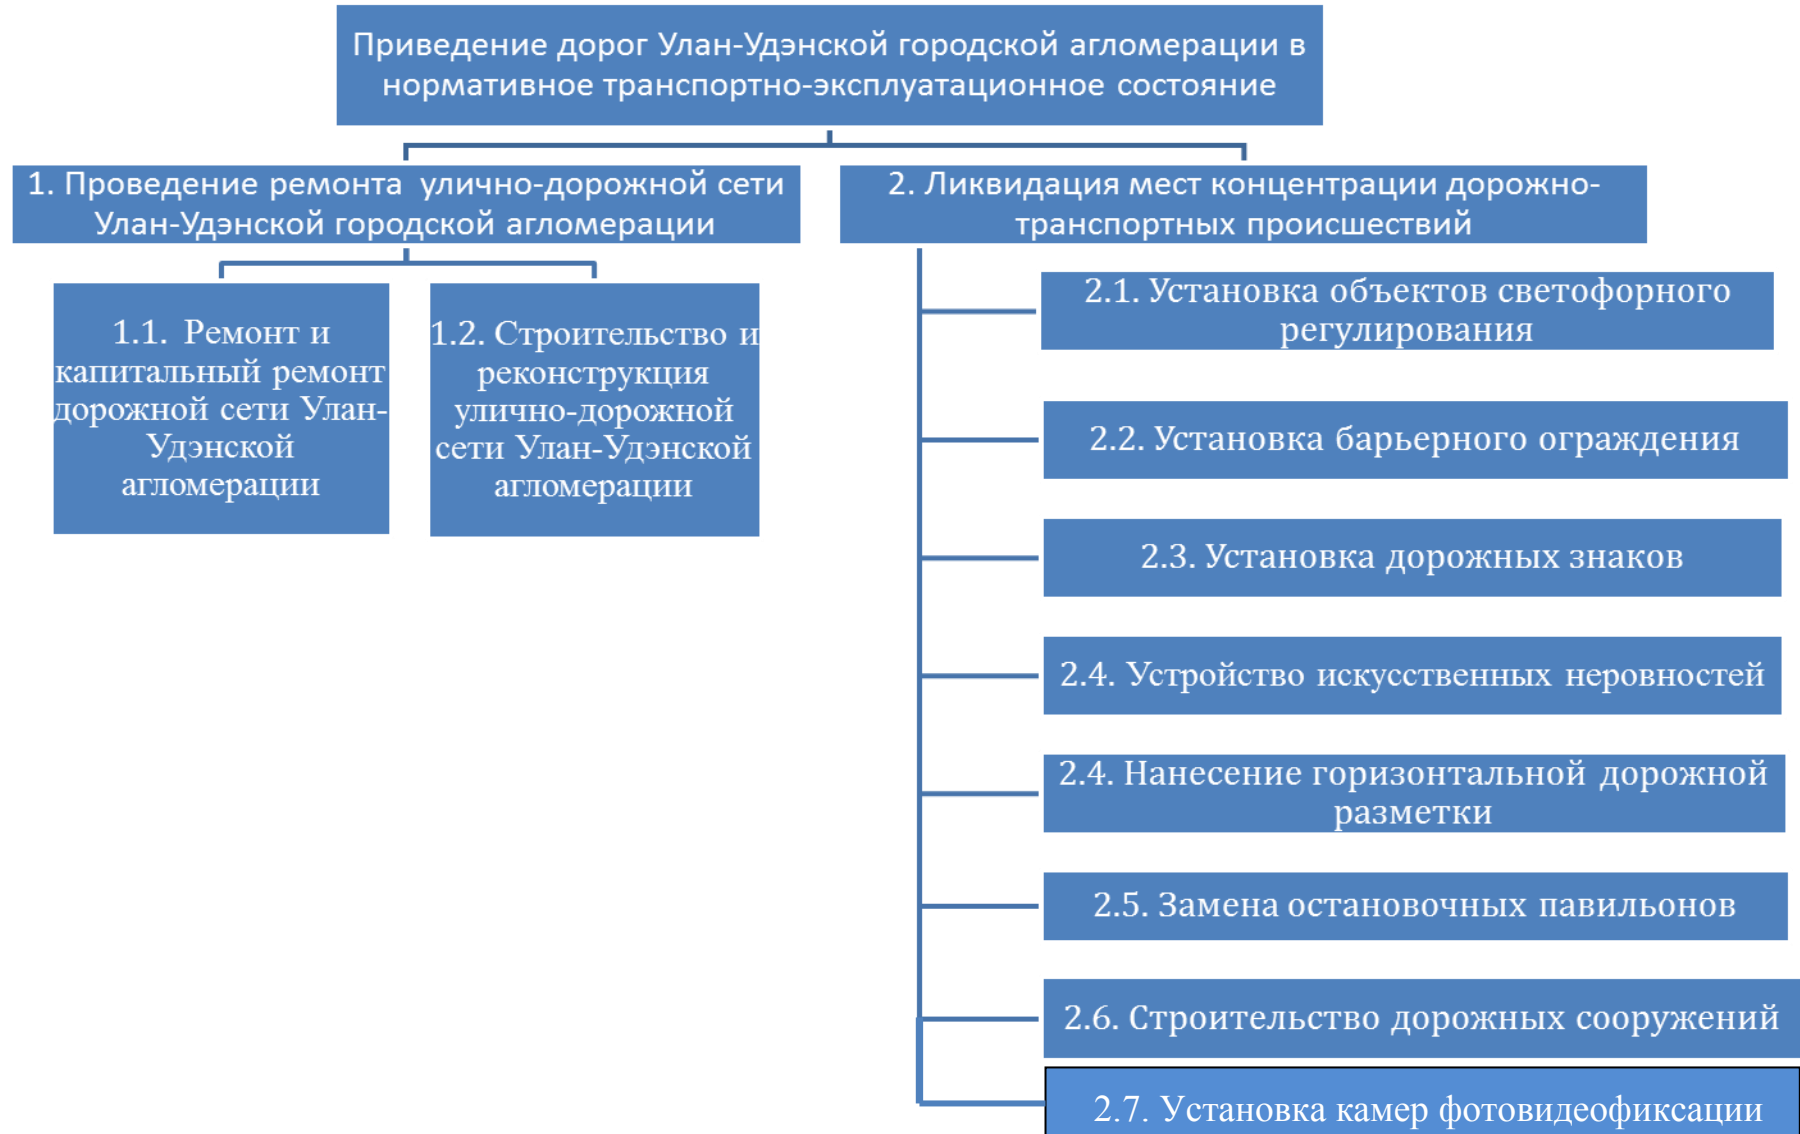 Приведение дорог Улан-Удэнской городской агломерации в
нормативное транспортно-эксплуатационное состояние
1. Проведение ремонта улично-дорожной сети
Улан-Удэнской городской агломерации
2. Ликвидация мест концентрации дорожно-
транспортных происшествий
1.1. Ремонт и
капитальный ремонт
дорожной сети Улан-
Удэнской
агломерации
1.2. Строительство и
реконструкция
улично-дорожной
сети Улан-Удэнской
агломерации
2.1. Установка объектов светофорного
регулирования
2.2. Установка барьерного ограждения
2.3. Установка дорожных знаков
2.4. Устройство искусственных неровностей
2.4. Нанесение горизонтальной дорожной
разметки
2.5. Замена остановочных павильонов
2.6. Строительство дорожных сооружений
2.7. Установка камер фотовидеофиксации